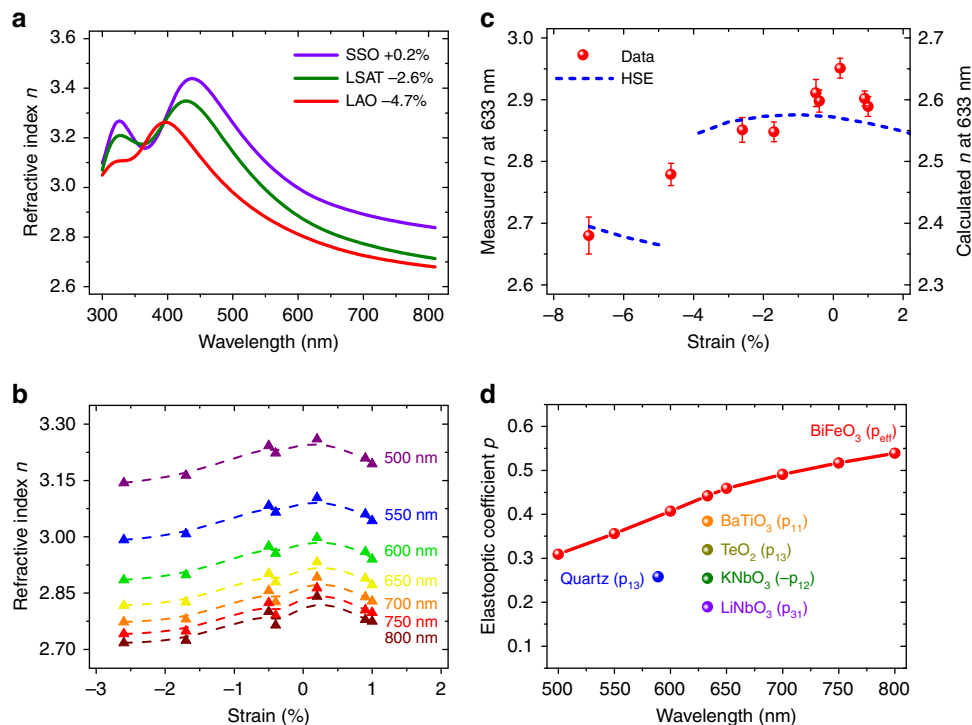 a
3.6
3.4
3.2
3.0
2.8
2.6
Refractive index n
300 400 500 600 700 800
Wavelength (nm)
SSO +0.2%
LSAT –2.6%
LAO –4.7%
c
3.0
2.9
2.8
2.7
2.6
Measured n at 633 nm
Data
HSE
2.7
2.6
2.5
2.4
2.3
Calculated n at 633 nm
–8 –6 –4 –2 0 2
Strain (%)
b
3.30
3.15
3.00
2.85
2.70
Refractive index n
500 nm
550 nm
600 nm
650 nm
700 nm
750 nm
800 nm
–3 –2 –1 0 1 2
Strain (%)
d
0.6
0.5
0.4
0.3
0.2
0.1
Elastooptic coefficient p
BiFeO₃ (p_eff)
BaTiO₃ (p₁₁)
TeO₂ (p₁₃)
Quartz (p₁₃)
KNbO₃ (–p₁₂)
LiNbO₃ (p₃₁)
500 550 600 650 700 750 800
Wavelength (nm)